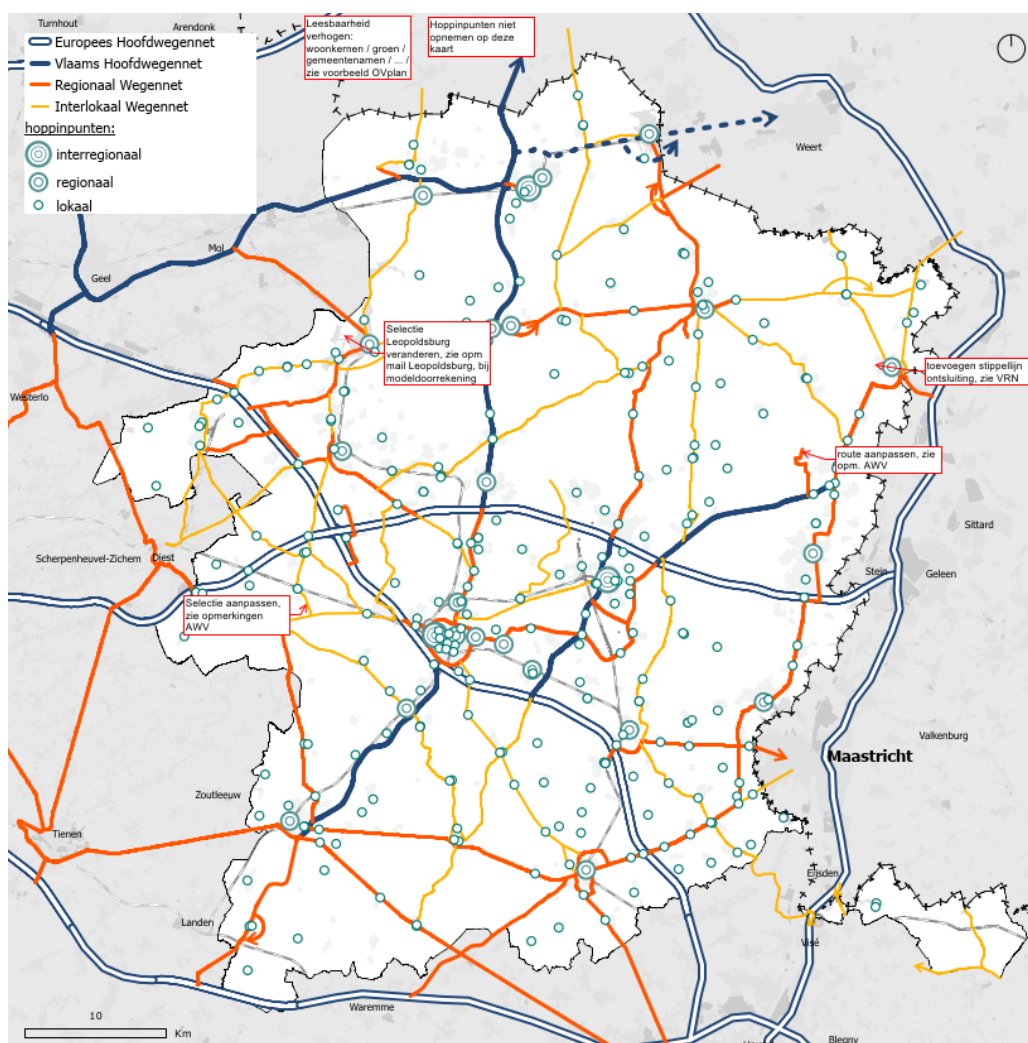 Turnhout
Arendonk
Europees Hoofdwegennet
Vlaams Hoofdwegennet
Regionaal Wegennet
Interlokaal Wegennet
hoppinpunten:
interregionaal
regionaal
lokaal
Leesbaarheid
verhogen:
woonkernen / groen /
gemeentenamen / ... /
zie voorbeeld OVplan
Hoppinpunten niet
opnemen op deze
kaart
Weert
Mol
Geel
Selectie
Leopoldsburg
veranderen, zie opm
mail Leopoldsburg, bij
modeldoorrekening
toevoegen stippellijn
ontsluiting, zie VRN
Westerlo
route aanpassen, zie
opm. AWV
Sittard
Scherpenheuvel-Zichem
Diest
Stein
Geleen
Selectie aanpassen,
zie opmerkingen
AWV
Valkenburg
Maastricht
Zoutleeuw
Tienen
Eijsden
Landen
Visé
Waremme
10
Km
Blegny